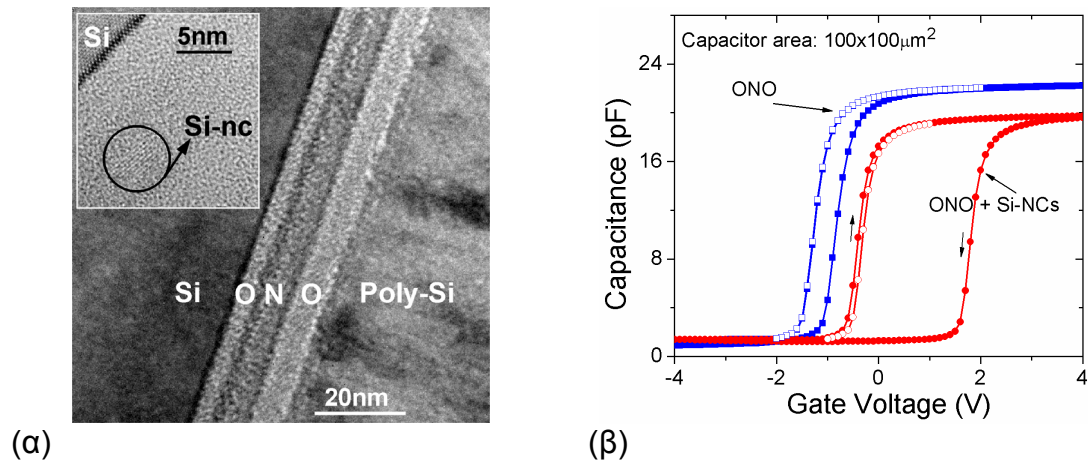 Si
5nm
Si-nc
Si O N O Poly-Si
20nm
(α)
Capacitor area: 100x100μm²
ONO
ONO + Si-NCs
Capacitance (pF)
24
16
8
0
-4 -2 0 2 4
Gate Voltage (V)
(β)